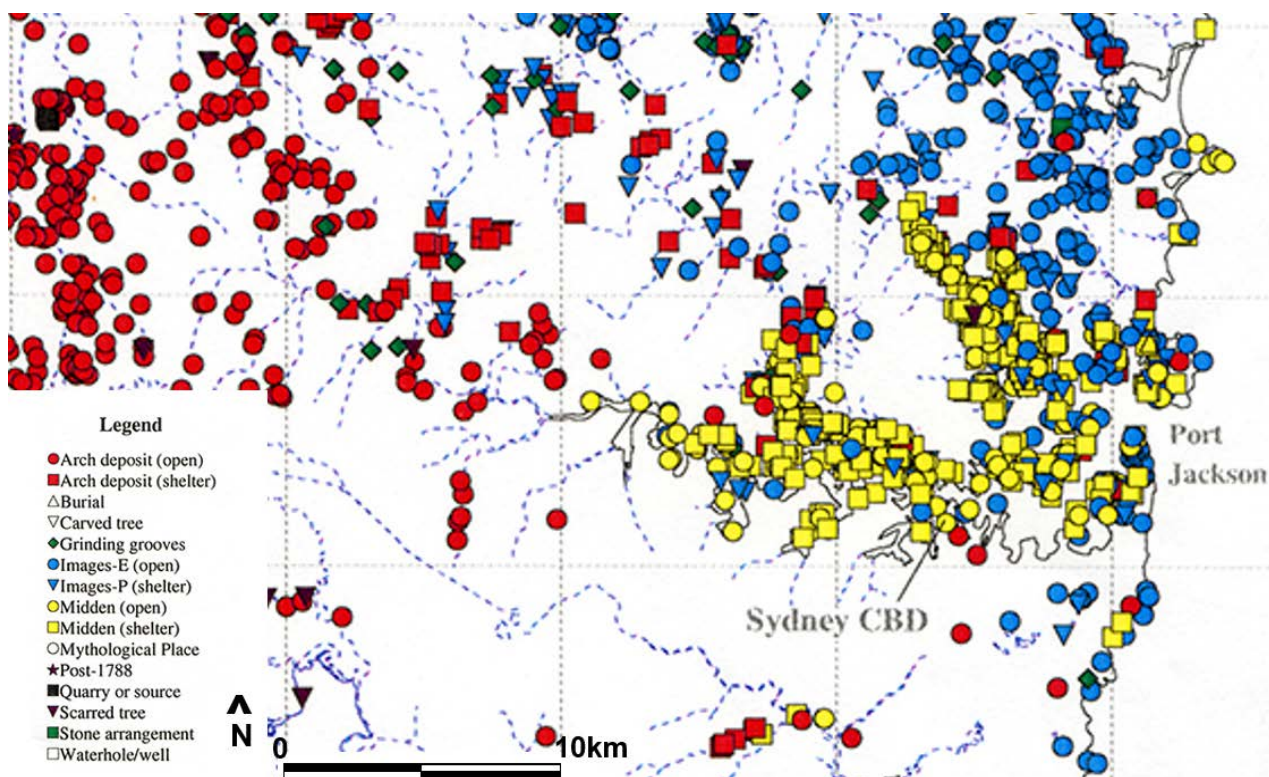 Legend
Arch deposit (open)
Arch deposit (shelter)
Burial
Carved tree
Grinding grooves
Images-E (open)
Images-P (shelter)
Midden (open)
Midden (shelter)
Mythological Place
Post-1788
Quarry or source
Scarred tree
Stone arrangement
Waterhole/well
N
0
10km
Port
Jackson
Sydney CBD